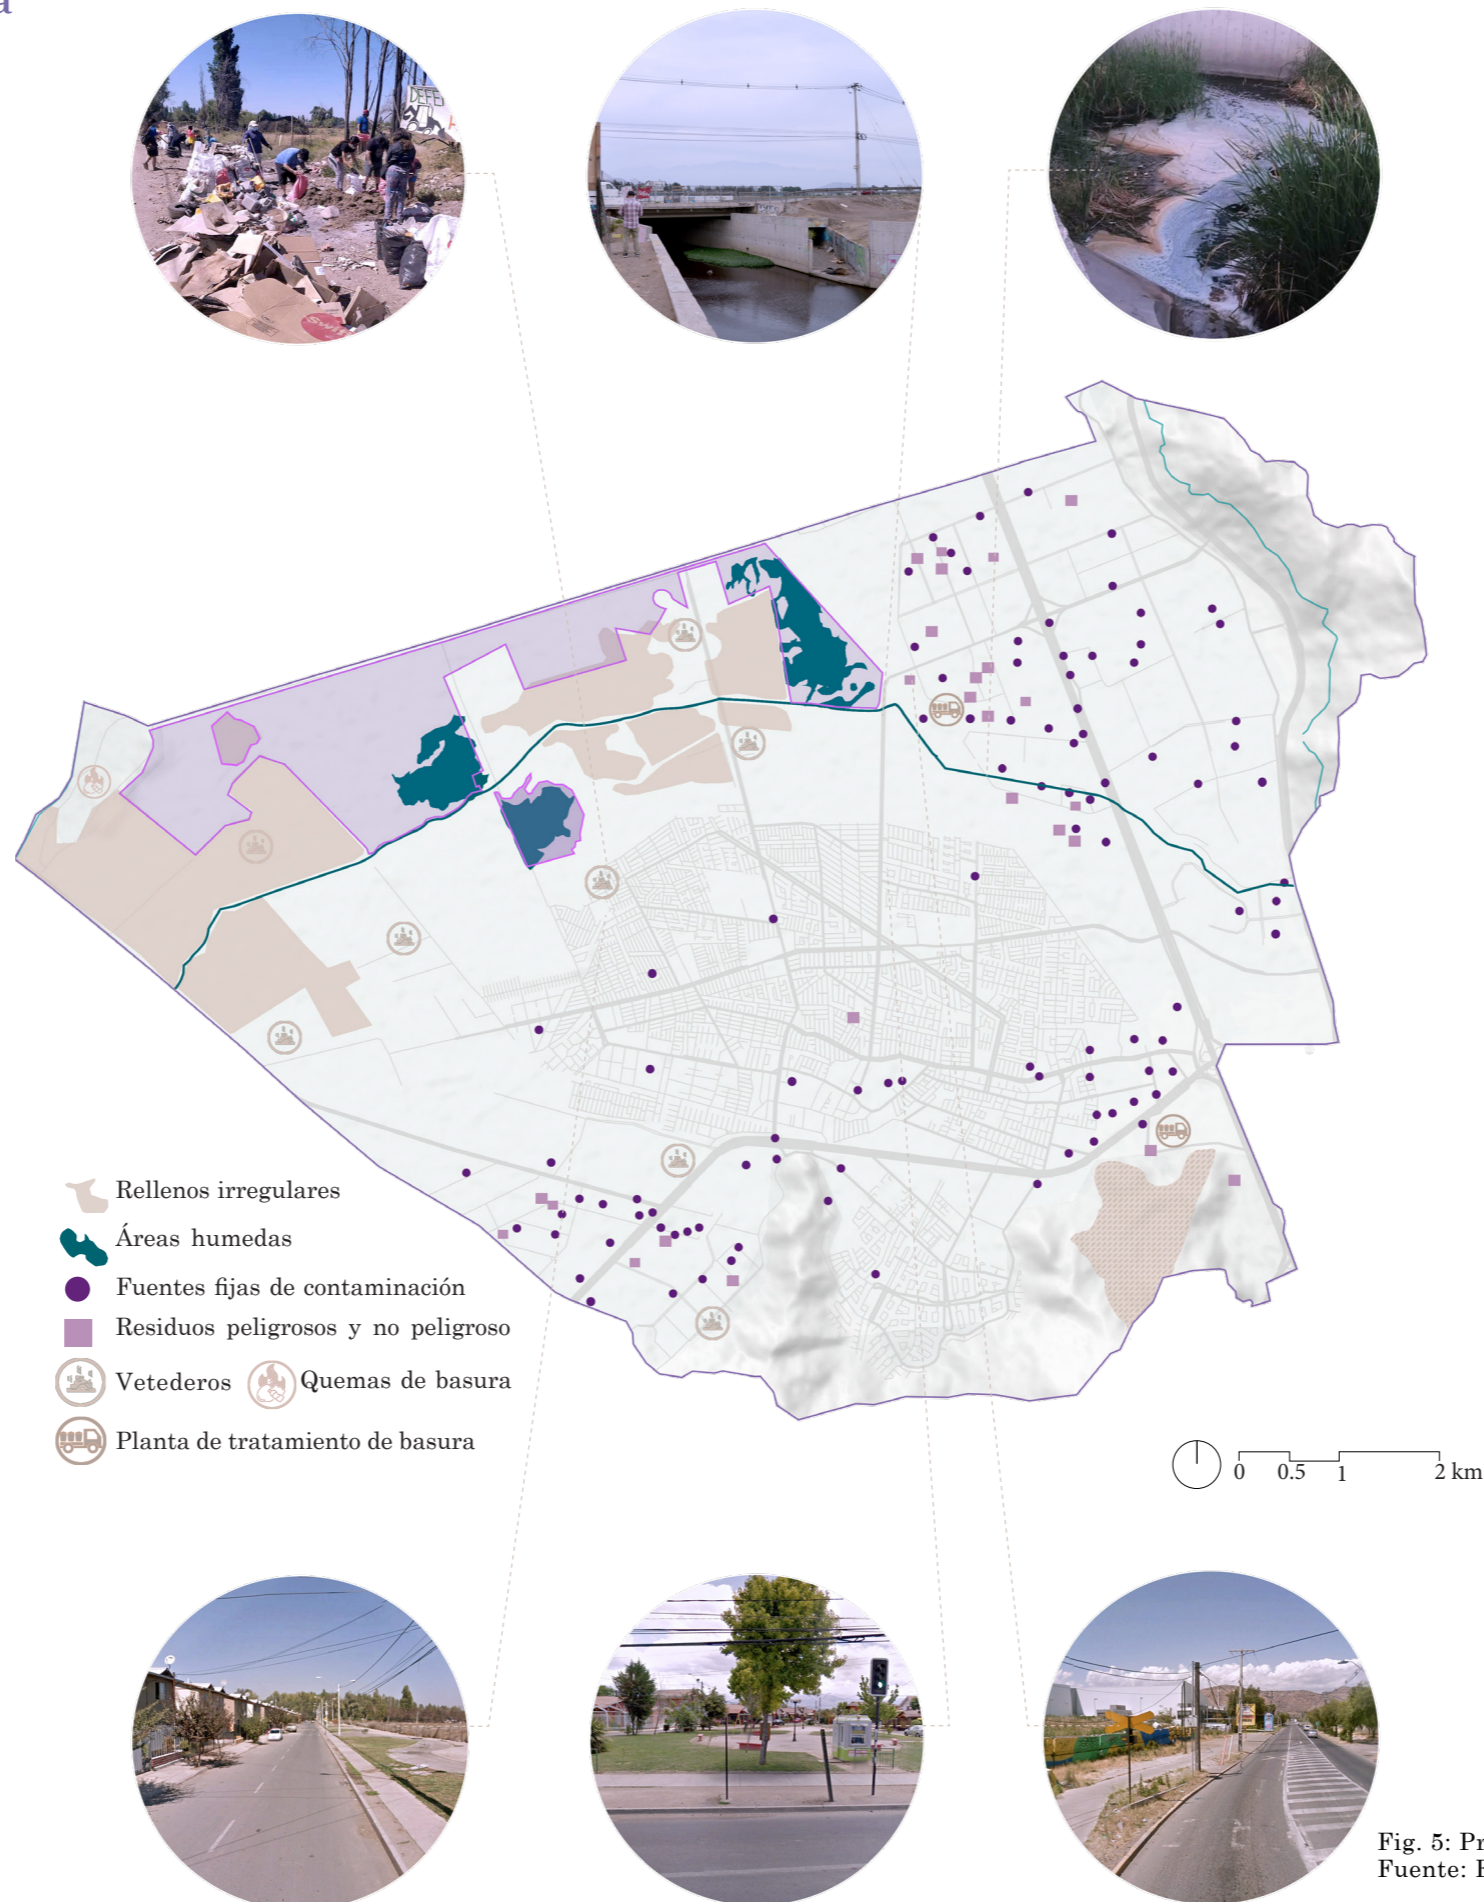 a
DEFE
Rellenos irregulares
Áreas humedas
Fuentes fijas de contaminación
Residuos peligrosos y no peligroso
Vetederos
Quemas de basura
Planta de tratamiento de basura
0 0.5 1 2 km
Fig. 5: Pr
Fuente: